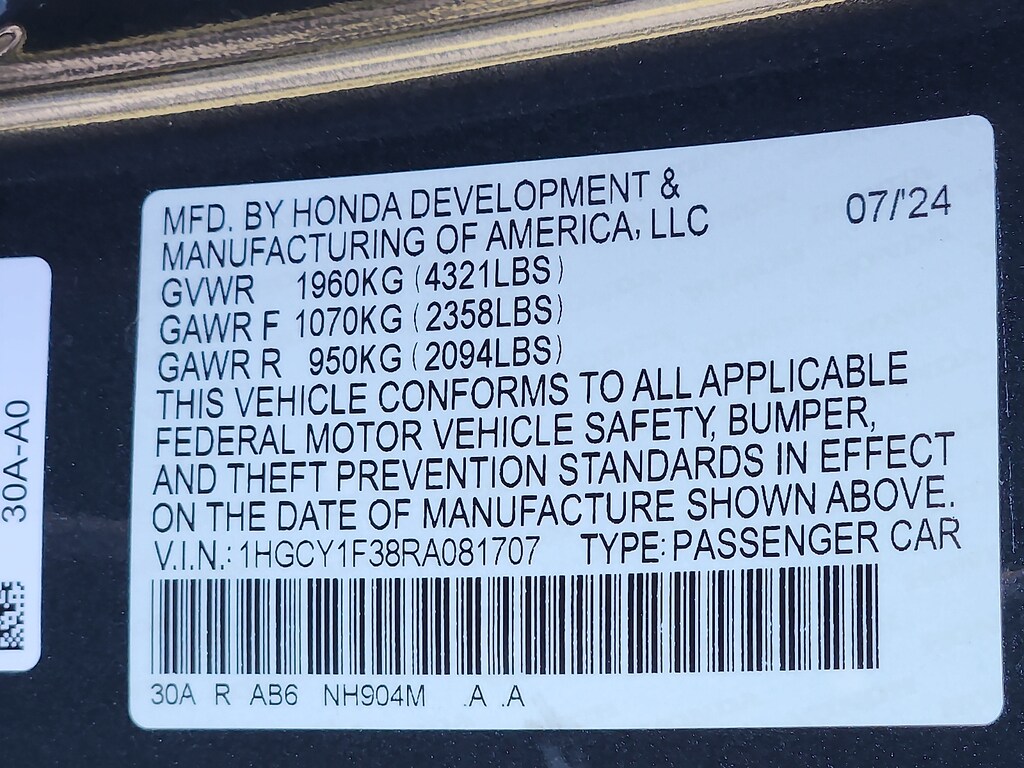 MFD. BY HONDA DEVELOPMENT &
MANUFACTURING OF AMERICA, LLC
07/'24
GVWR 1960KG (4321LBS)
GAWR F 1070KG (2358LBS)
GAWR R 950KG (2094LBS)
THIS VEHICLE CONFORMS TO ALL APPLICABLE
FEDERAL MOTOR VEHICLE SAFETY, BUMPER,
AND THEFT PREVENTION STANDARDS IN EFFECT
ON THE DATE OF MANUFACTURE SHOWN ABOVE.
V.I.N.: 1HGCY1F38RA081707 TYPE: PASSENGER CAR
30A R AB6 NH904M .A .A
30A-A0